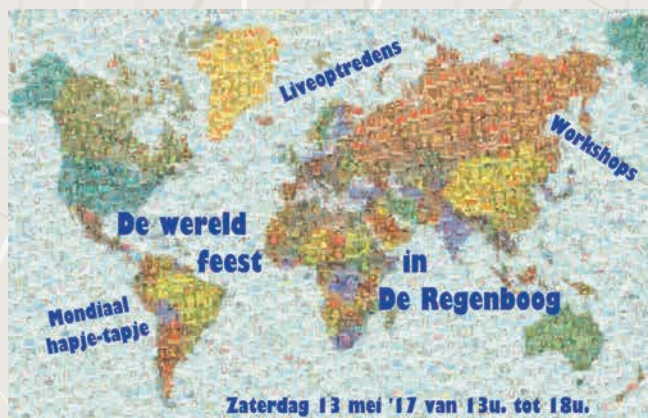 Liveoptredens
Workshops
De wereld
feest in
De Regenboog
Mondiaal
hapje-tapje
Zaterdag 13 mei '17 van 13u. tot 18u.